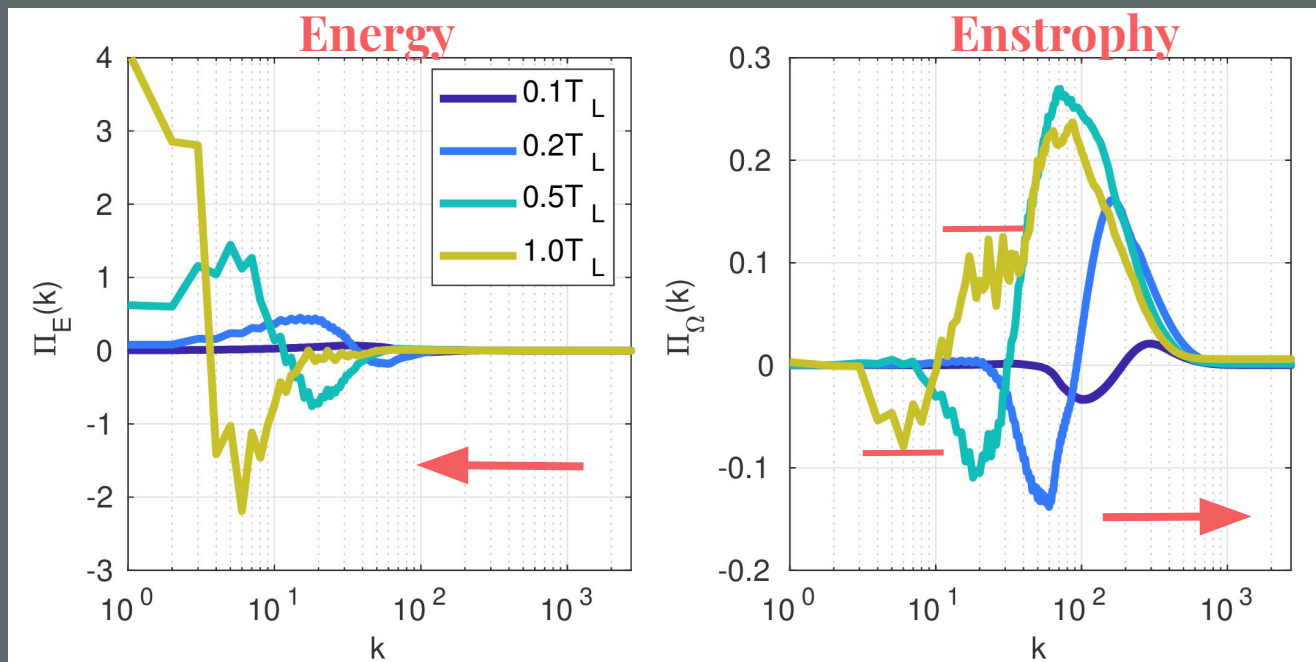 Energy
Π_E(k)
4
3
2
1
0
-1
-2
-3
10^0
10^1
10^2
10^3
k
0.1T_L
0.2T_L
0.5T_L
1.0T_L
Enstrophy
Π_Ω(k)
0.3
0.2
0.1
0
-0.1
-0.2
10^0
10^1
10^2
10^3
k